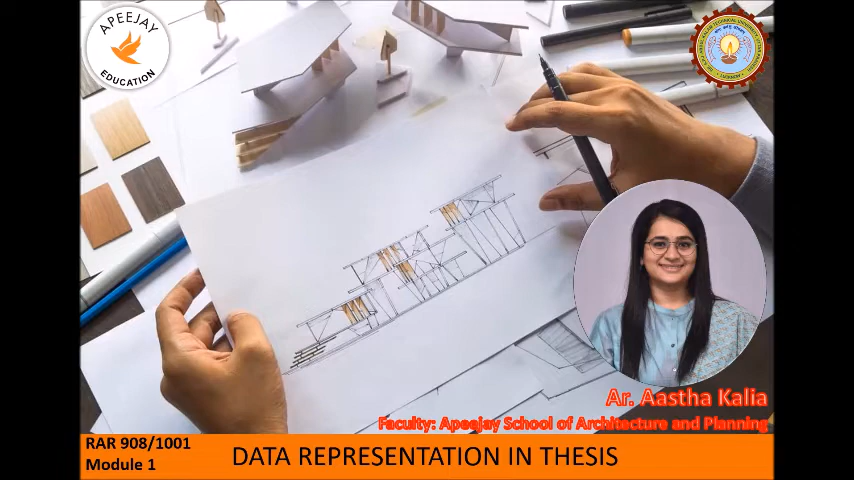 APEEJAY
EDUCATION
LUCKNOW
Ar. Aastha Kalia
Faculty: Apeejay School of Architecture and Planning
RAR 908/1001
Module 1
DATA REPRESENTATION IN THESIS